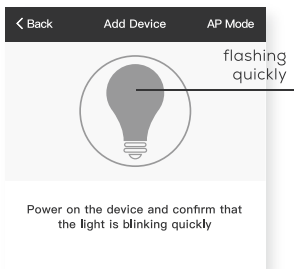 Back Add Device AP Mode
flashing
quickly
Power on the device and confirm that
the light is blinking quickly